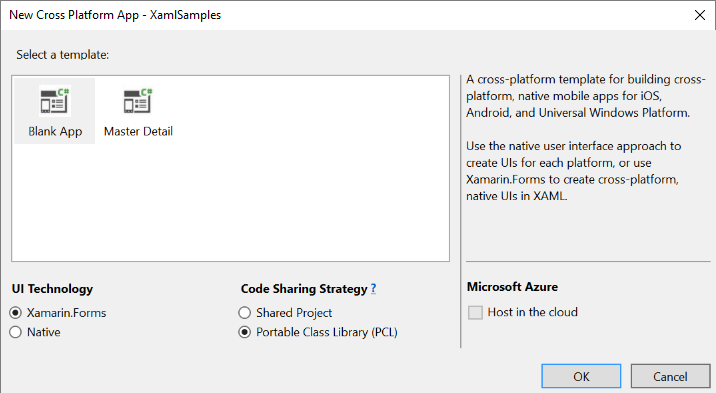 New Cross Platform App - XamlSamples
Select a template:
C#
Blank App
C#
Master Detail
A cross-platform template for building cross-
platform, native mobile apps for iOS,
Android, and Universal Windows Platform.
Use the native user interface approach to
create UIs for each platform, or use
Xamarin.Forms to create cross-platform,
native UIs in XAML.
UI Technology
Xamarin.Forms
Native
Code Sharing Strategy ?
Shared Project
Portable Class Library (PCL)
Microsoft Azure
Host in the cloud
OK
Cancel